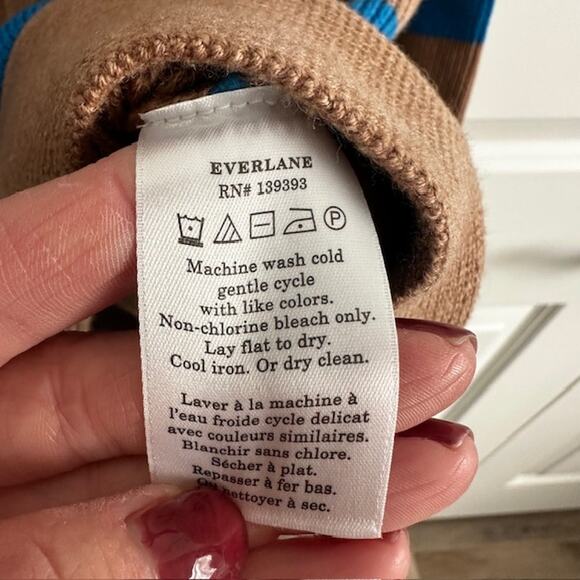 EVERLANE
RN# 139393
P
Machine wash cold
gentle cycle
with like colors.
Non-chlorine bleach only.
Lay flat to dry.
Cool iron. Or dry clean.
Laver à la machine à
l'eau froide cycle delicat
avec couleurs similaires.
Blanchir sans chlore.
Sécher à plat.
Repasser à fer bas.
nettoyer à sec.